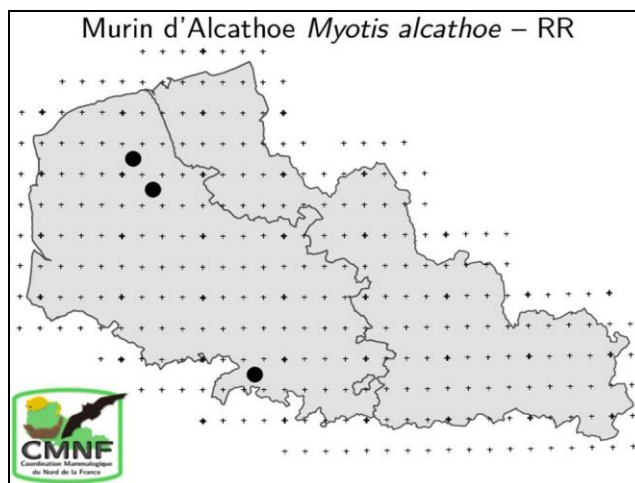 Murin d'Alcathoe Myotis alcathoe – RR
CMNF
Coordination Mammalogique
du Nord de la France